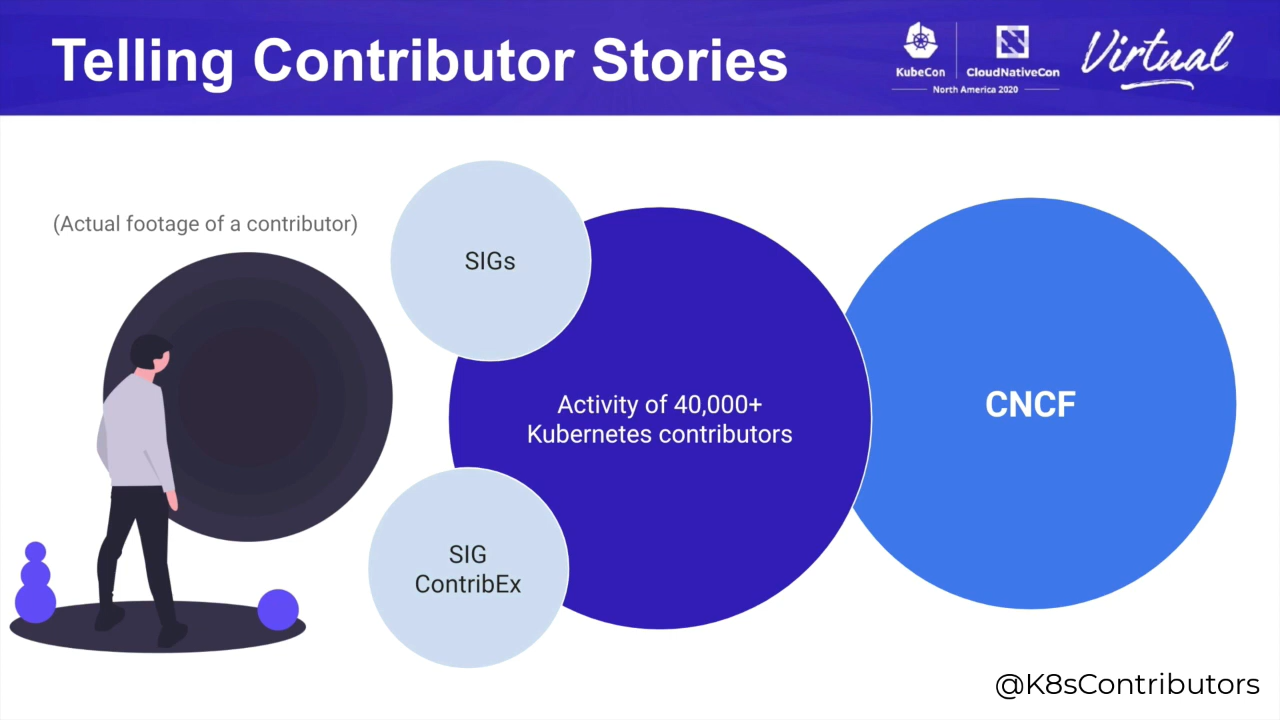 Telling Contributor Stories
KubeCon
CloudNativeCon
North America 2020
Virtual
(Actual footage of a contributor)
SIGs
Activity of 40,000+
Kubernetes contributors
CNCF
SIG
ContribEx
@K8sContributors